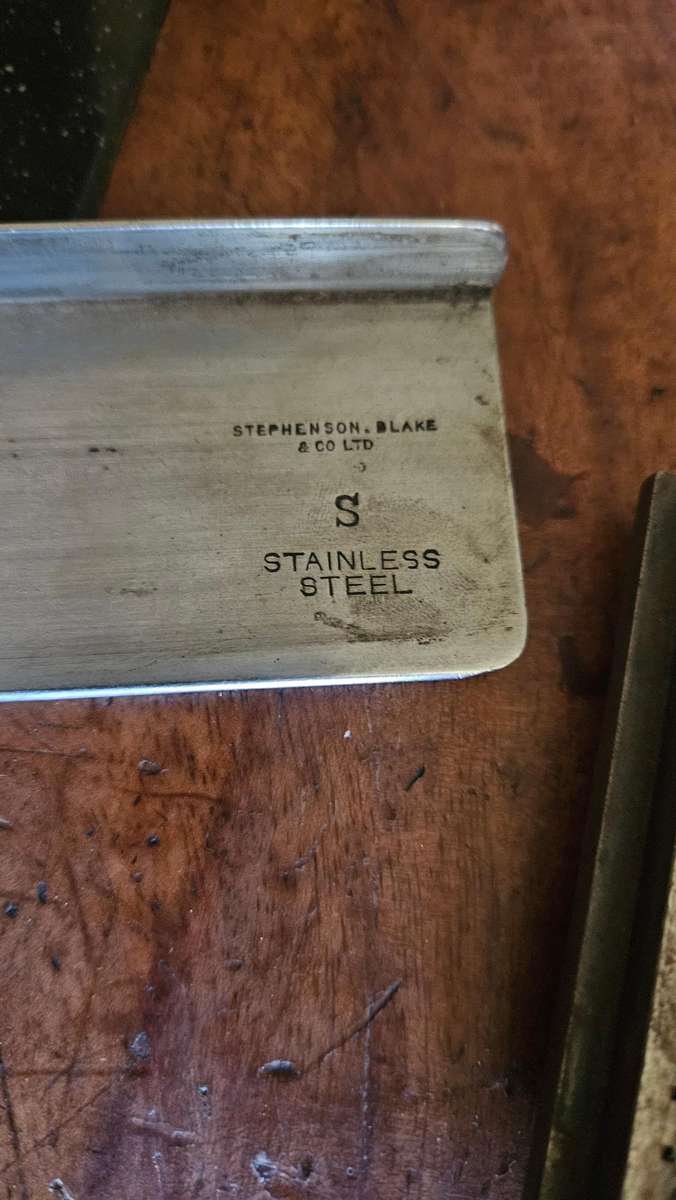 STEPHENSON. BLAKE
& CO LTD
S
STAINLESS
STEEL